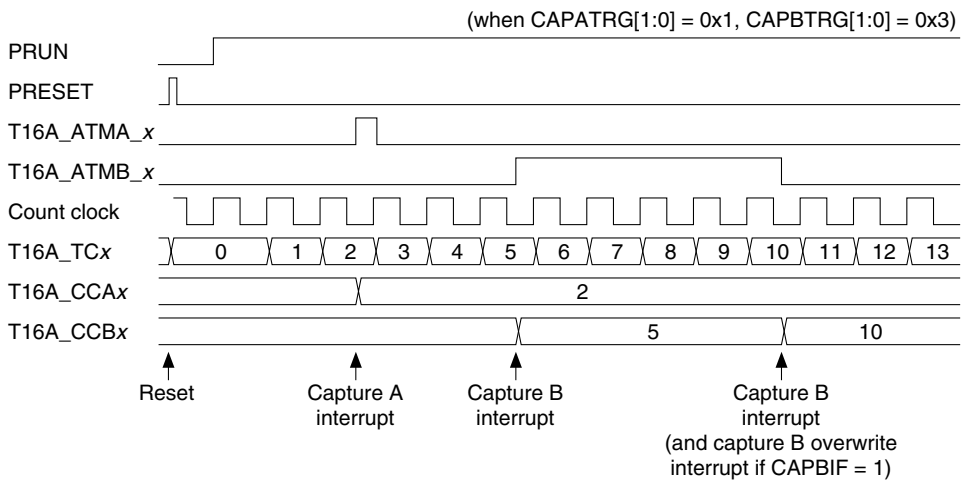 (when CAPATRG[1:0] = 0x1, CAPBTRG[1:0] = 0x3)
PRUN
PRESET
T16A_ATMA_x
T16A_ATMB_x
Count clock
T16A_TCx 0 1 2 3 4 5 6 7 8 9 10 11 12 13
T16A_CCAx 2
T16A_CCBx 5 10
Reset Capture A Capture B Capture B
interrupt interrupt interrupt
(and capture B overwrite
interrupt if CAPBIF = 1)